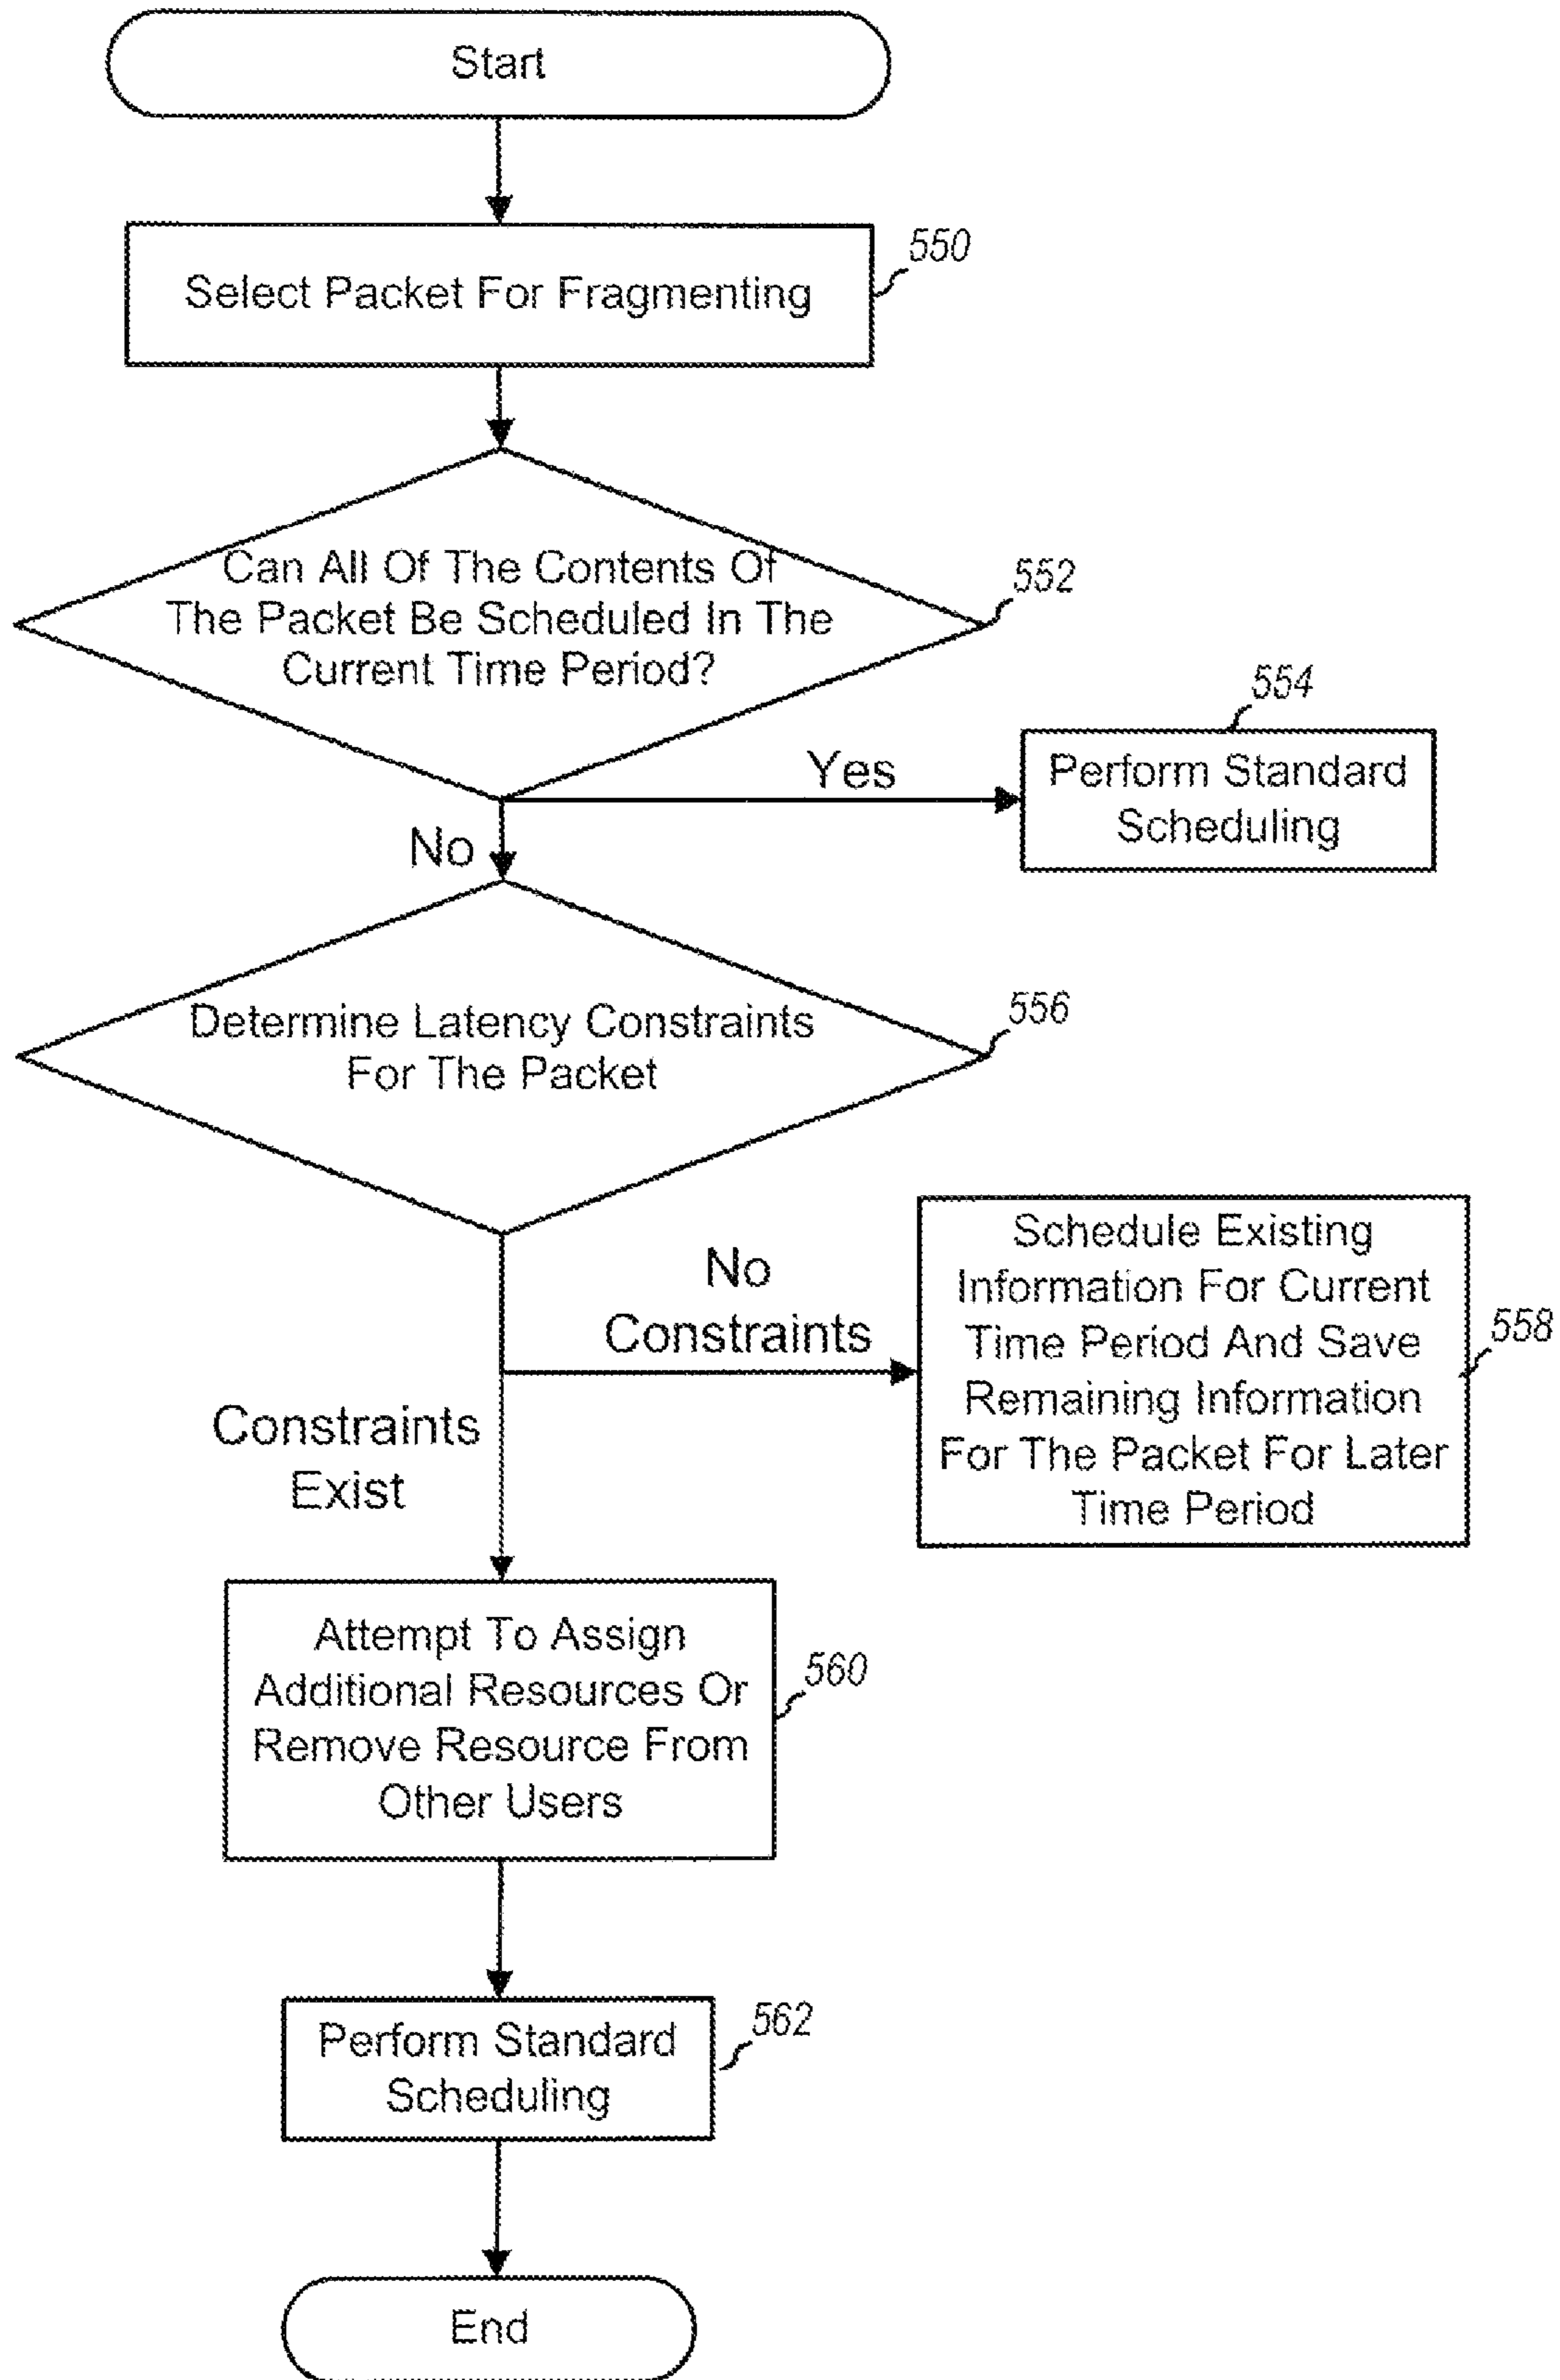 Start
Select Packet For Fragmenting
550
Can All Of The Contents Of
The Packet Be Scheduled In The
Current Time Period?
552
554
Yes
Perform Standard
Scheduling
No
Determine Latency Constraints
For The Packet
556
No
Constraints
Schedule Existing
Information For Current
Time Period And Save
Remaining Information
For The Packet For Later
Time Period
558
Constraints
Exist
Attempt To Assign
Additional Resources Or
Remove Resource From
Other Users
560
Perform Standard
Scheduling
562
End